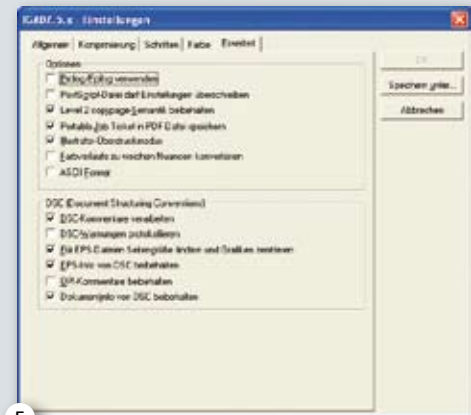 IGADZ_5.x - Einstellungen
Allgemein Komprimierung Schriften Farbe Erweitert
Optionen
Prolog/Epilog verwenden
PostScript-Datei darf Einstellungen überschreiben
Level 2 copypage-Semantik beibehalten
Portable Job Ticket in PDF-Datei speichern
Illustrator-Überdruckmodus
Farbverläufe zu weichen Nuancen konvertieren
ASCII Format
DSC (Document Structuring Conventions)
DSC-Kommentare verarbeiten
DSC-Warnungen protokollieren
Für EPS-Dateien Seitengröße ändern und Grafiken zentrieren
EPS-Info von DSC beibehalten
OPI-Kommentare beibehalten
Dokumentinfo von DSC beibehalten
OK
Speichern unter...
Abbrechen
5